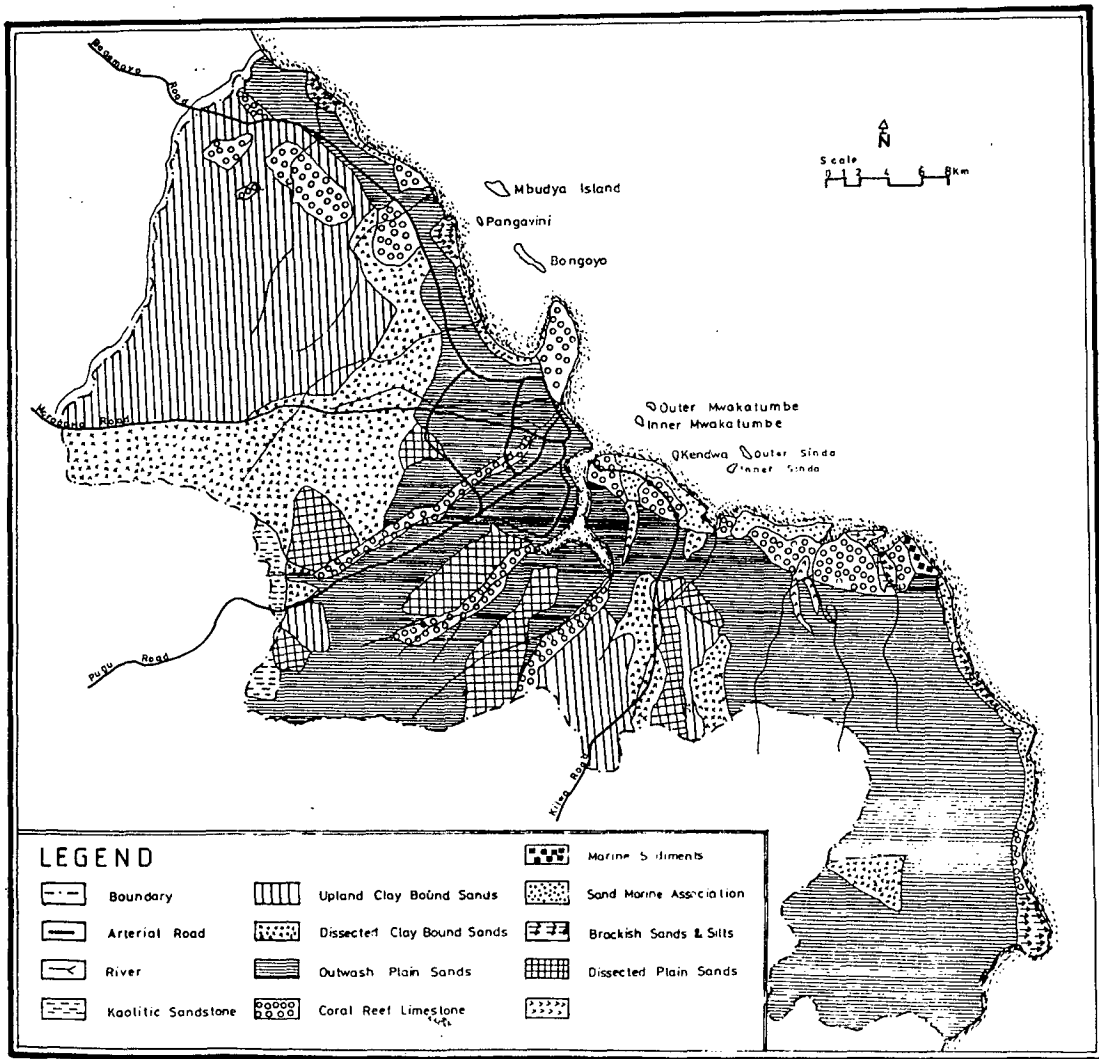 Bagamoyo Road
N
Scale
0 1 2 4 6 8 Km
Mbudya Island
Pangavini
Bongoyo
Morogoro Road
Outer Mwakatumbe
Inner Mwakatumbe
Kendwa
Outer Sinda
Inner Sinda
Pugu Road
Kilwa Road
LEGEND
Boundary
Arterial Road
River
Kaolitic Sandstone
Upland Clay Bound Sands
Dissected Clay Bound Sands
Outwash Plain Sands
Coral Reef Limestone
Marine Sediments
Sand Marine Association
Brackish Sands & Silts
Dissected Plain Sands